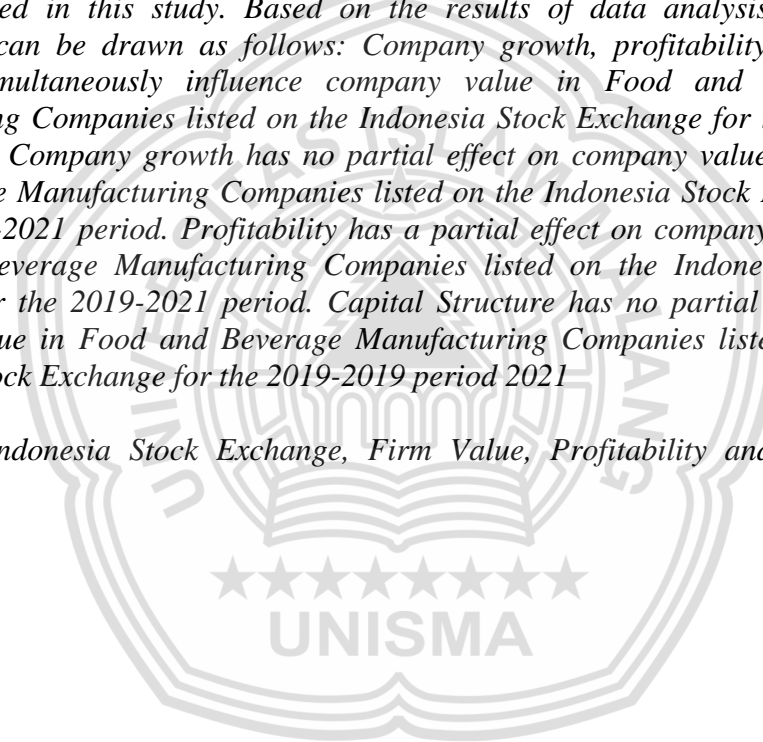 ed in this study. Based on the results of data analysis
can be drawn as follows: Company growth, profitability
multaneously influence company value in Food and
ng Companies listed on the Indonesia Stock Exchange for
Company growth has no partial effect on company value
e Manufacturing Companies listed on the Indonesia Stock
-2021 period. Profitability has a partial effect on company
everage Manufacturing Companies listed on the Indone
r the 2019-2021 period. Capital Structure has no partial
ue in Food and Beverage Manufacturing Companies liste
ock Exchange for the 2019-2019 period 2021
ndonesia Stock Exchange, Firm Value, Profitability and
UNIVERSITAS ISLAM MALANG
UNISMA